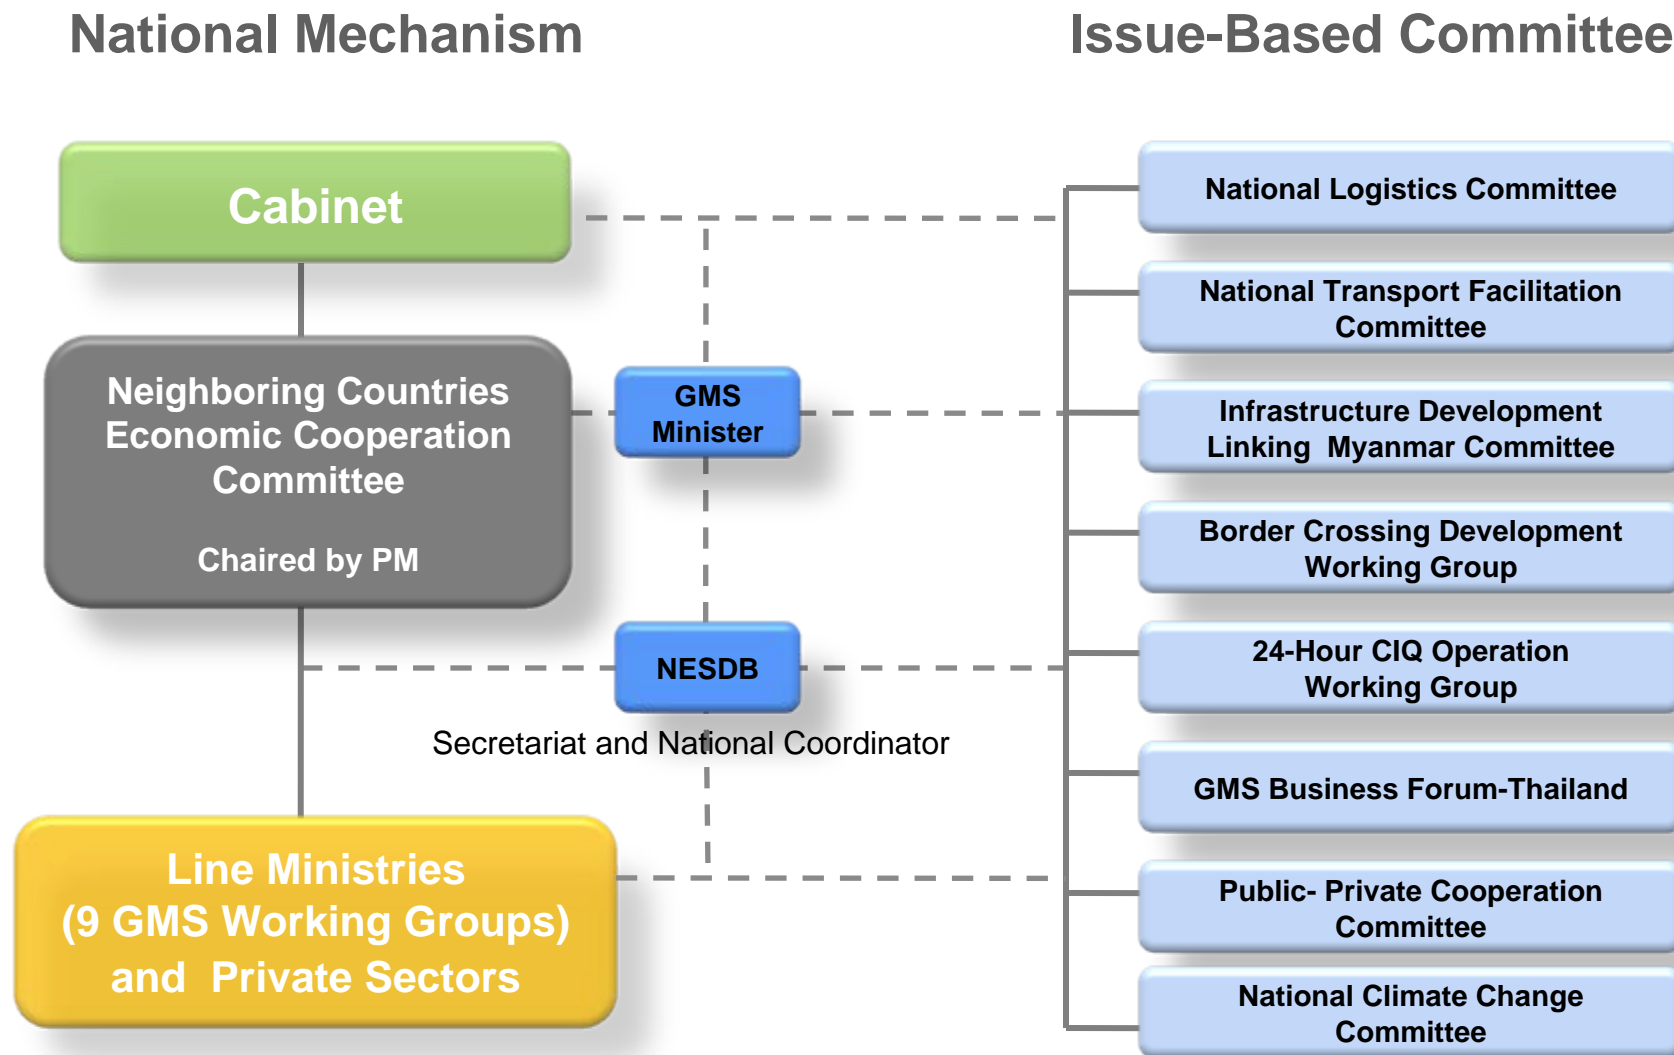 National Mechanism
Issue-Based Committee
Cabinet
Neighboring Countries
Economic Cooperation
Committee
Chaired by PM
GMS
Minister
NESDB
Secretariat and National Coordinator
Line Ministries
(9 GMS Working Groups)
and Private Sectors
National Logistics Committee
National Transport Facilitation
Committee
Infrastructure Development
Linking Myanmar Committee
Border Crossing Development
Working Group
24-Hour CIQ Operation
Working Group
GMS Business Forum-Thailand
Public- Private Cooperation
Committee
National Climate Change
Committee